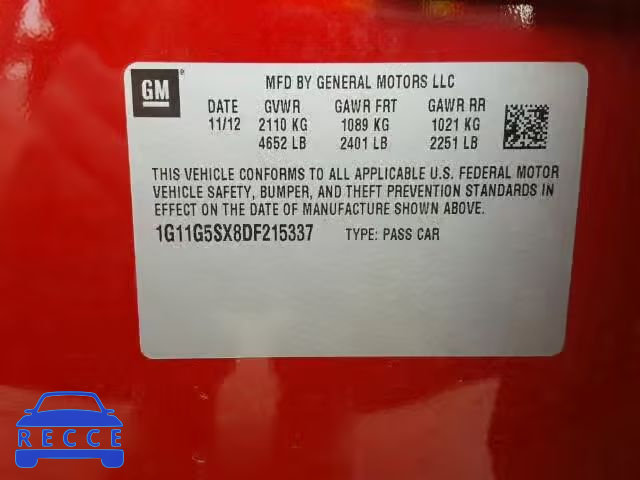 GM
®
MFD BY GENERAL MOTORS LLC
DATE GVWR GAWR FRT GAWR RR
11/12 2110 KG 1089 KG 1021 KG
4652 LB 2401 LB 2251 LB
THIS VEHICLE CONFORMS TO ALL APPLICABLE U.S. FEDERAL MOTOR
VEHICLE SAFETY, BUMPER, AND THEFT PREVENTION STANDARDS IN
EFFECT ON THE DATE OF MANUFACTURE SHOWN ABOVE.
1G11G5SX8DF215337 TYPE: PASS CAR
RECCE